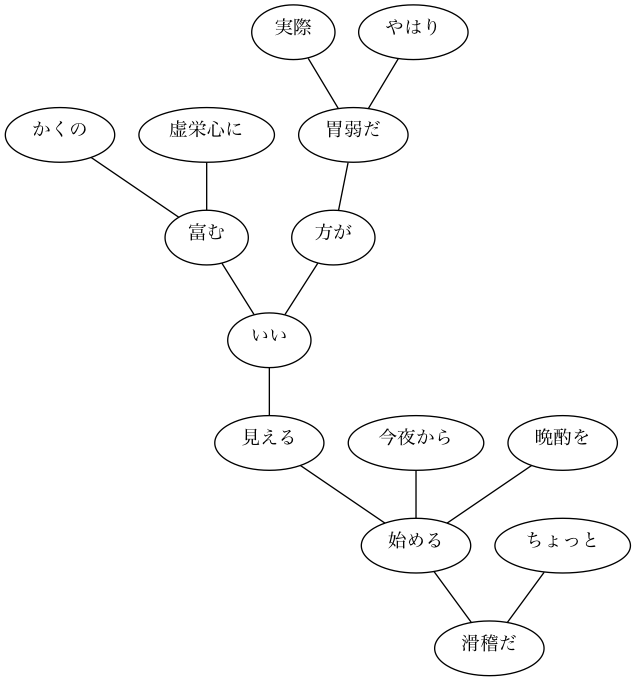 実際
やはり
かくの
虚栄心に
胃弱だ
富む
方が
いい
見える
今夜から
晩酌を
始める
ちょっと
滑稽だ